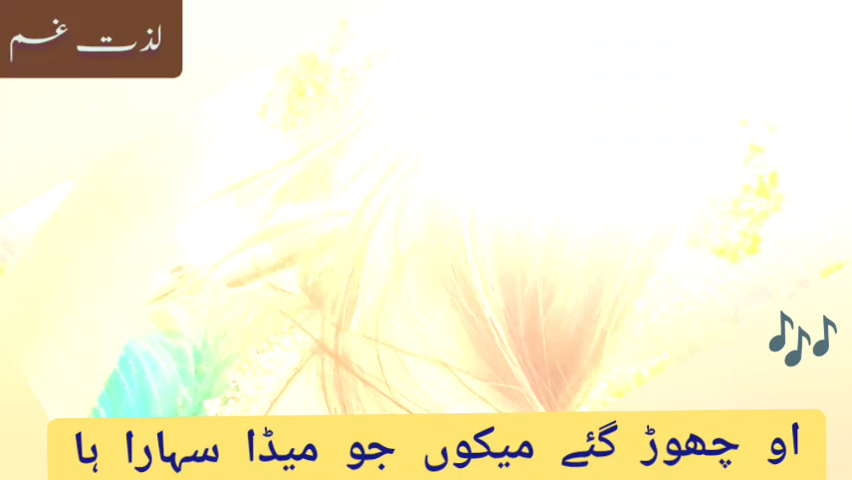 لذت غم
او چھوڑ گئے میکوں جو میڈا سہارا ہا